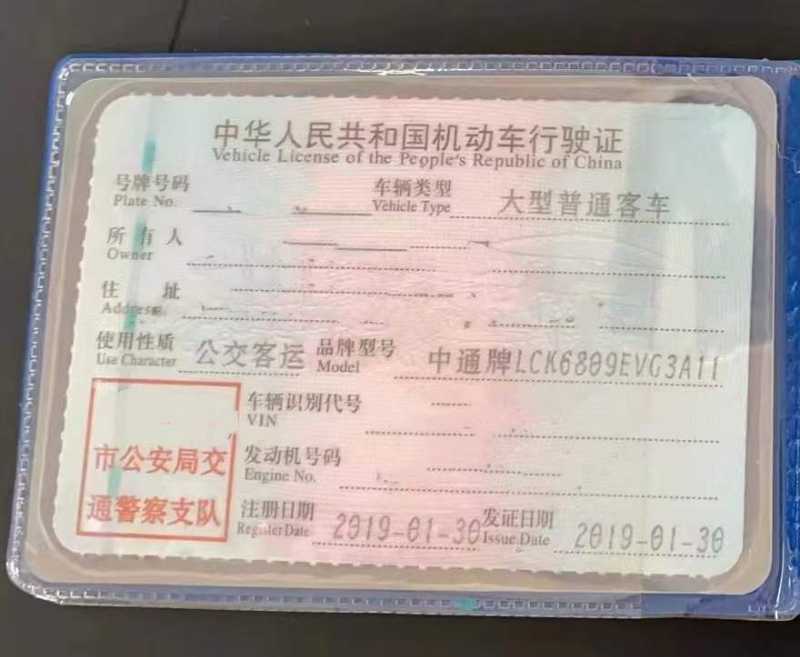 中华人民共和国机动车行驶证
Vehicle License of the People's Republic of China
号牌号码 车辆类型 大型普通客车
Plate No. Vehicle Type
所有人
Owner
住 址
Address
使用性质 公交客运 品牌型号 中通牌LCK6809EVG3A11
Use Character Model
车辆识别代号
VIN
市公安局交
通警察支队
发动机号码
Engine No.
注册日期 2019-01-30 发证日期 2019-01-30
Register Date Issue Date